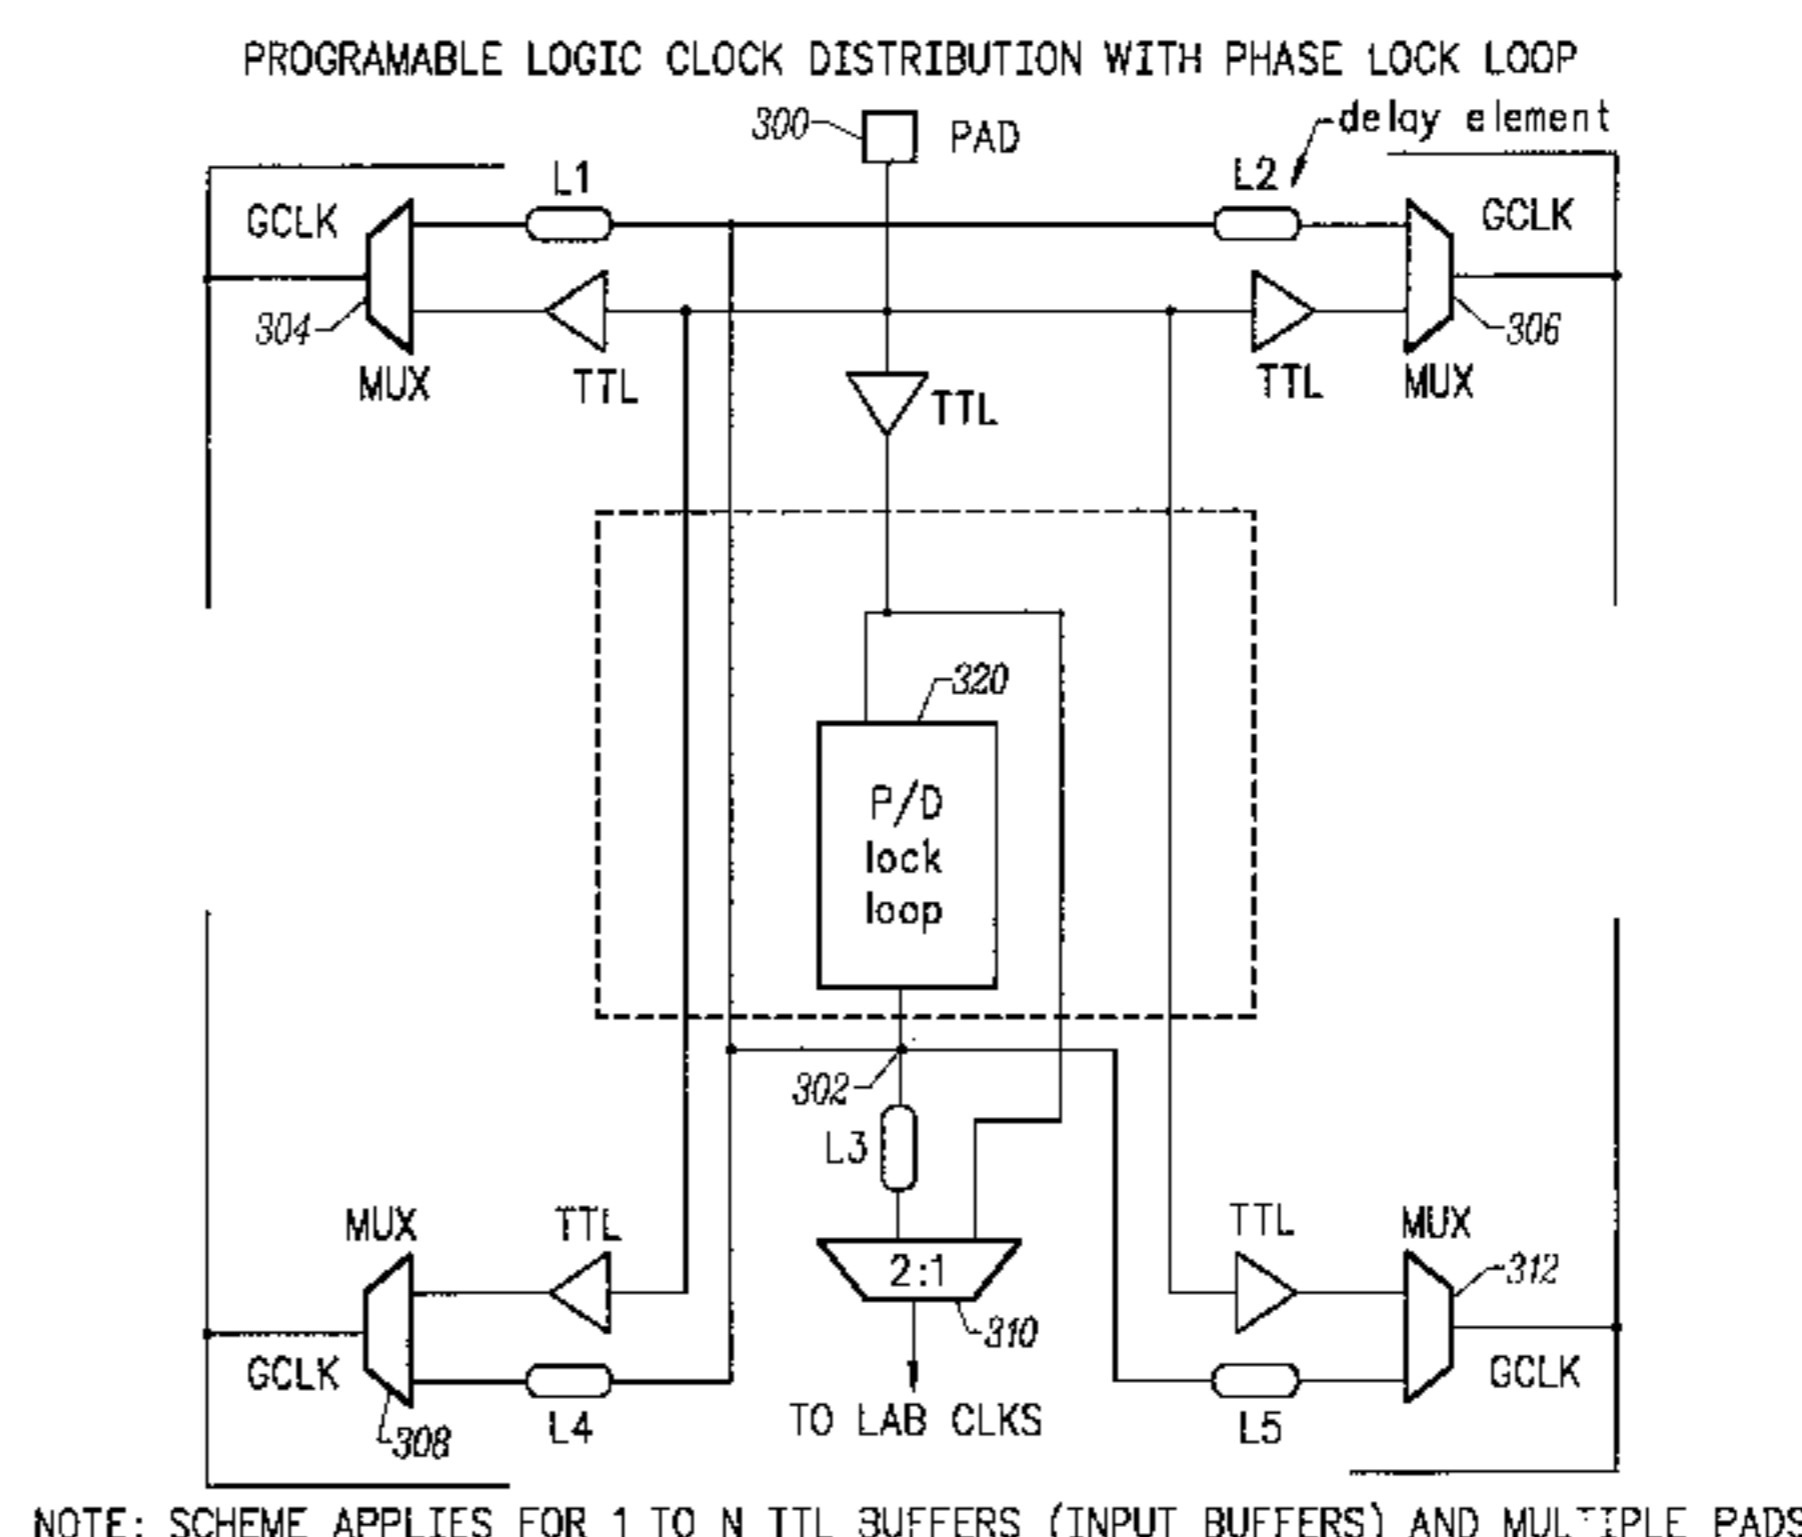 PROGRAMABLE LOGIC CLOCK DISTRIBUTION WITH PHASE LOCK LOOP
300 PAD
delay element
L1
L2
GCLK
GCLK
304
306
MUX
TTL
TTL
TTL
MUX
320
P/D
lock
loop
302
L3
MUX
TTL
TTL
MUX
2:1
312
310
GCLK
GCLK
308
L4
TO LAB CLKS
L5
NOTE: SCHEME APPLIES FOR 1 TO N TTL BUFFERS (INPUT BUFFERS) AND MULTIPLE PADS